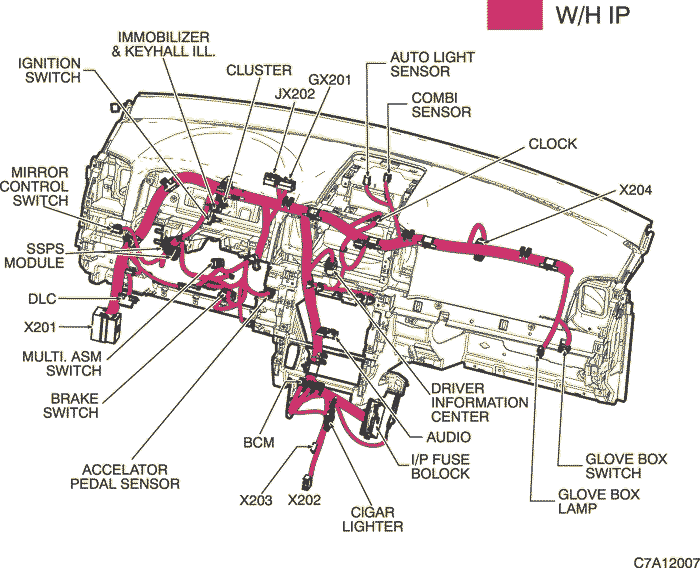 W/H IP
IMMOBILIZER
& KEYHALL ILL.
IGNITION
SWITCH
CLUSTER
GX201
JX202
AUTO LIGHT
SENSOR
COMBI
SENSOR
CLOCK
X204
MIRROR
CONTROL
SWITCH
SSPS
MODULE
DLC
X201
MULTI. ASM
SWITCH
BRAKE
SWITCH
ACCELATOR
PEDAL SENSOR
BCM
X203
X202
CIGAR
LIGHTER
DRIVER
INFORMATION
CENTER
AUDIO
I/P FUSE
BOLOCK
GLOVE BOX
SWITCH
GLOVE BOX
LAMP
C7A12007